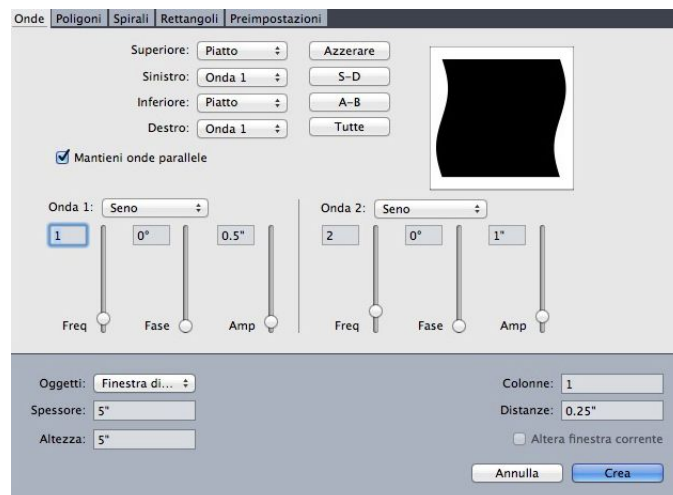 Onde Poligoni Spirali Rettangoli Preimpostazioni
Superiore: Piatto Azzerare
Sinistro: Onda 1 S-D
Inferiore: Piatto A-B
Destro: Onda 1 Tutte
Mantieni onde parallele
Onda 1: Seno Onda 2: Seno
1 0° 0.5" 2 0° 1"
Freq Fase Amp Freq Fase Amp
Oggetti: Finestra di... Colonne: 1
Spessore: 5" Distanze: 0.25"
Altezza: 5" Altera finestra corrente
Annulla Crea